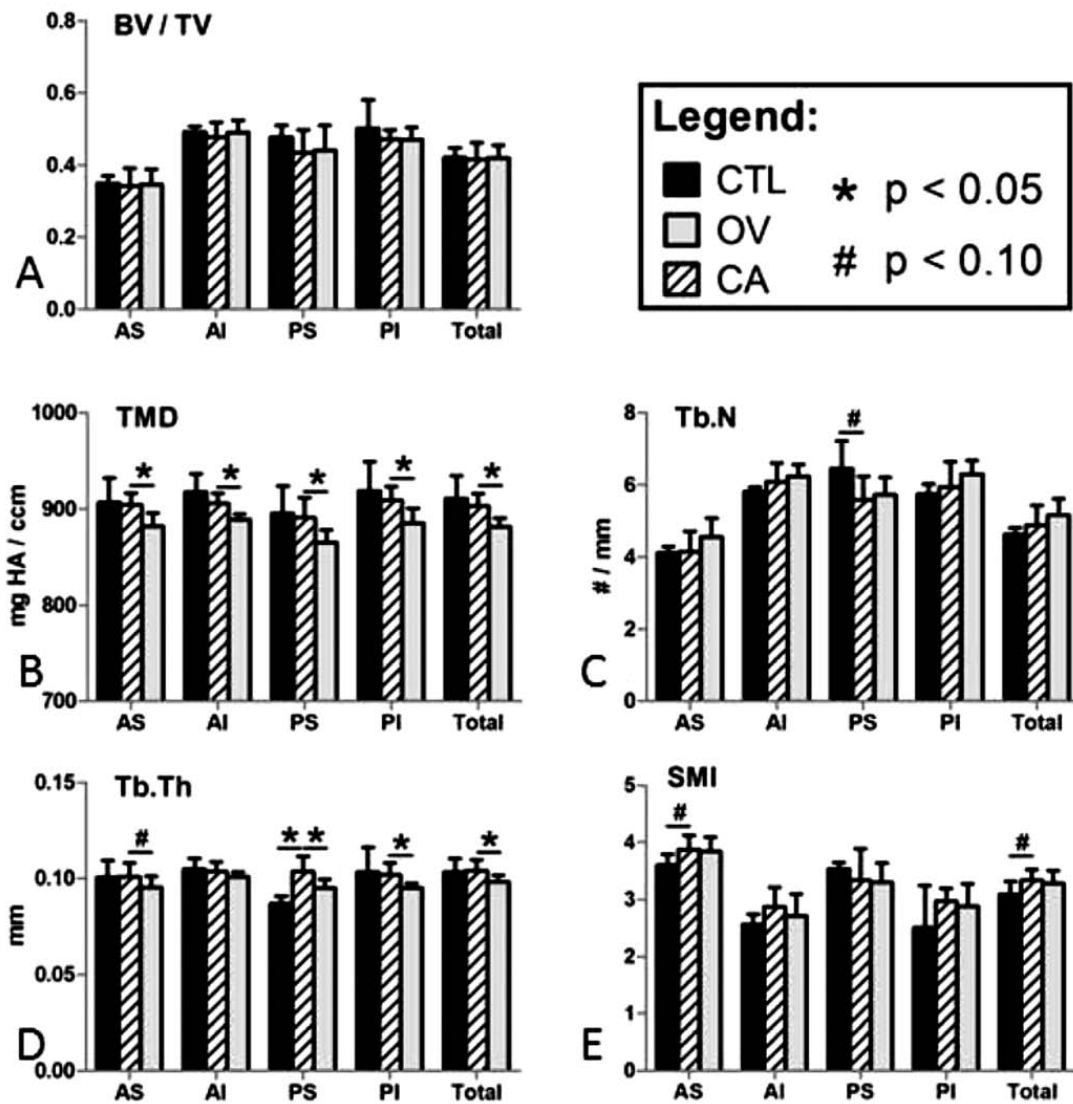 BV / TV
0.8
0.6
0.4
0.2
0.0
A
AS AI PS PI Total
Legend:
CTL * p < 0.05
OV # p < 0.10
CA
TMD
1000
900
800
700
mg HA / ccm
* * * * *
B
AS AI PS PI Total
Tb.N
8
6
4
2
0
# / mm
#
C
AS AI PS PI Total
Tb.Th
0.15
0.10
0.05
0.00
mm
# * * * *
D
AS AI PS PI Total
SMI
5
4
3
2
1
0
# #
E
AS AI PS PI Total